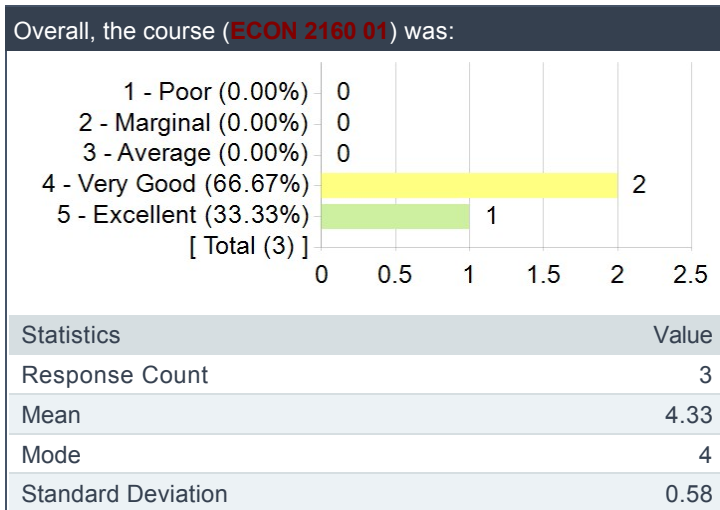 Overall, the course (ECON 2160 01) was:
1 - Poor (0.00%) 0
2 - Marginal (0.00%) 0
3 - Average (0.00%) 0
4 - Very Good (66.67%) 2
5 - Excellent (33.33%) 1
[ Total (3) ]
0 0.5 1 1.5 2 2.5
Statistics Value
Response Count 3
Mean 4.33
Mode 4
Standard Deviation 0.58